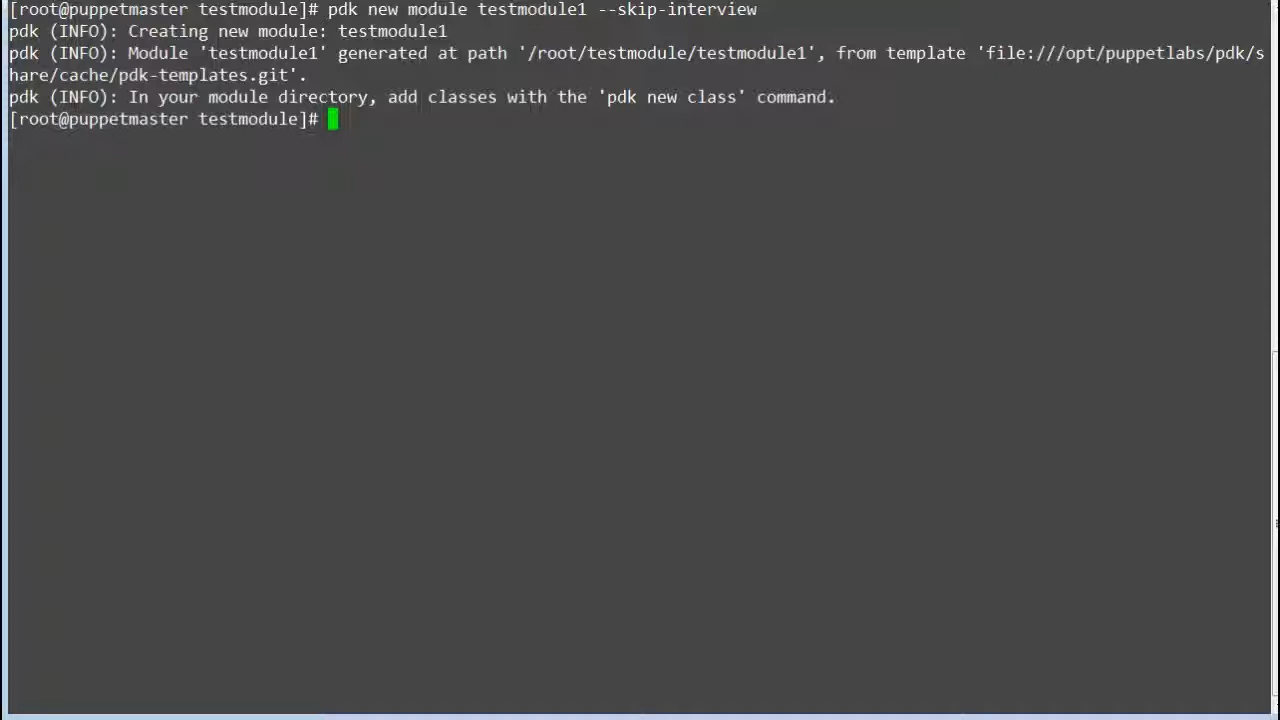 [root@puppetmaster testmodule]# pdk new module testmodule1 --skip-interview
pdk (INFO): Creating new module: testmodule1
pdk (INFO): Module 'testmodule1' generated at path '/root/testmodule/testmodule1', from template 'file:///opt/puppetlabs/pdk/s
hare/cache/pdk-templates.git'.
pdk (INFO): In your module directory, add classes with the 'pdk new class' command.
[root@puppetmaster testmodule]#